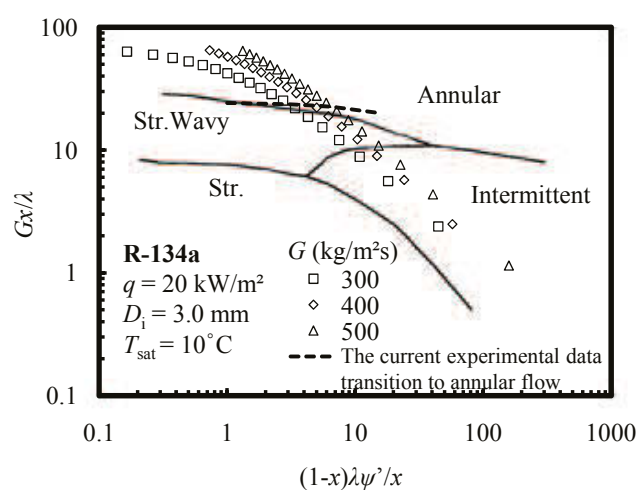 100
10
1
0.1
Gx/λ
Annular
Str.Wavy
Str.
Intermittent
R-134a
q = 20 kW/m²
Di = 3.0 mm
Tsat = 10˚C
G (kg/m²s)
300
400
500
The current experimental data
transition to annular flow
0.1 1 10 100 1000
(1-x)λψ’/x